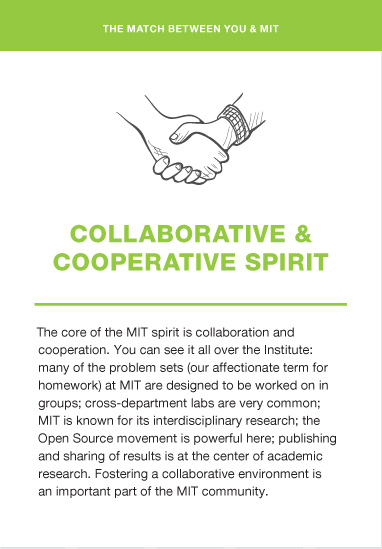 THE MATCH BETWEEN YOU & MIT
COLLABORATIVE &
COOPERATIVE SPIRIT
The core of the MIT spirit is collaboration and
cooperation. You can see it all over the Institute:
many of the problem sets (our affectionate term for
homework) at MIT are designed to be worked on in
groups; cross-department labs are very common;
MIT is known for its interdisciplinary research; the
Open Source movement is powerful here; publishing
and sharing of results is at the center of academic
research. Fostering a collaborative environment is
an important part of the MIT community.